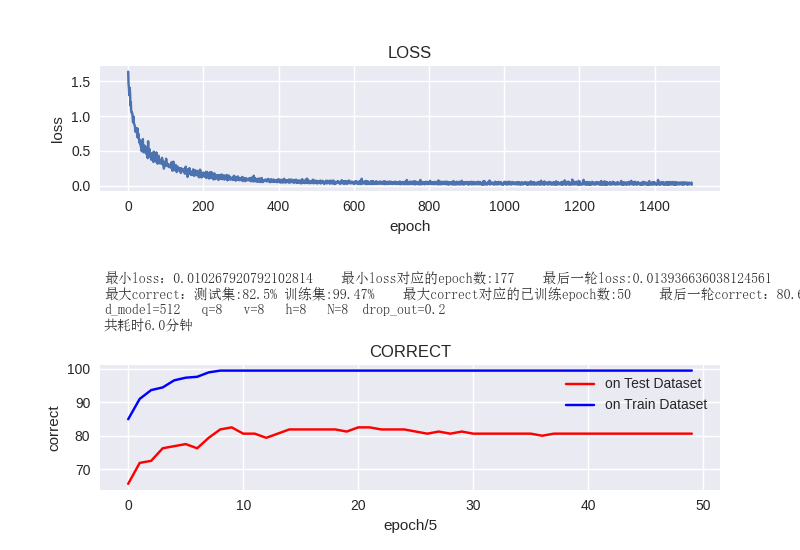 LOSS
1.5
1.0
0.5
0.0
loss
0 200 400 600 800 1000 1200 1400
epoch
最小loss：0.010267920792102814 最小loss对应的epoch数:177 最后一轮loss:0.013936636038124561
最大correct：测试集:82.5% 训练集:99.47% 最大correct对应的已训练epoch数:50 最后一轮correct：80.6
d_model=512 q=8 v=8 h=8 N=8 drop_out=0.2
共耗时6.0分钟
CORRECT
100
90
80
70
correct
on Test Dataset
on Train Dataset
0 10 20 30 40 50
epoch/5